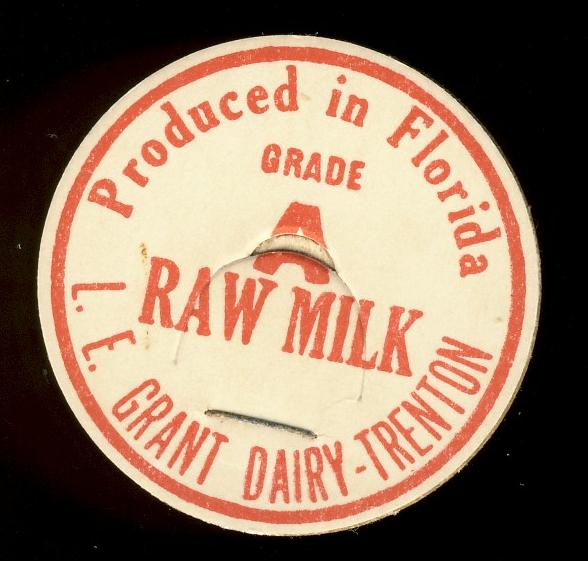 Produced in Florida
GRADE
A
RAW MILK
L. E. GRANT DAIRY-TRENTON